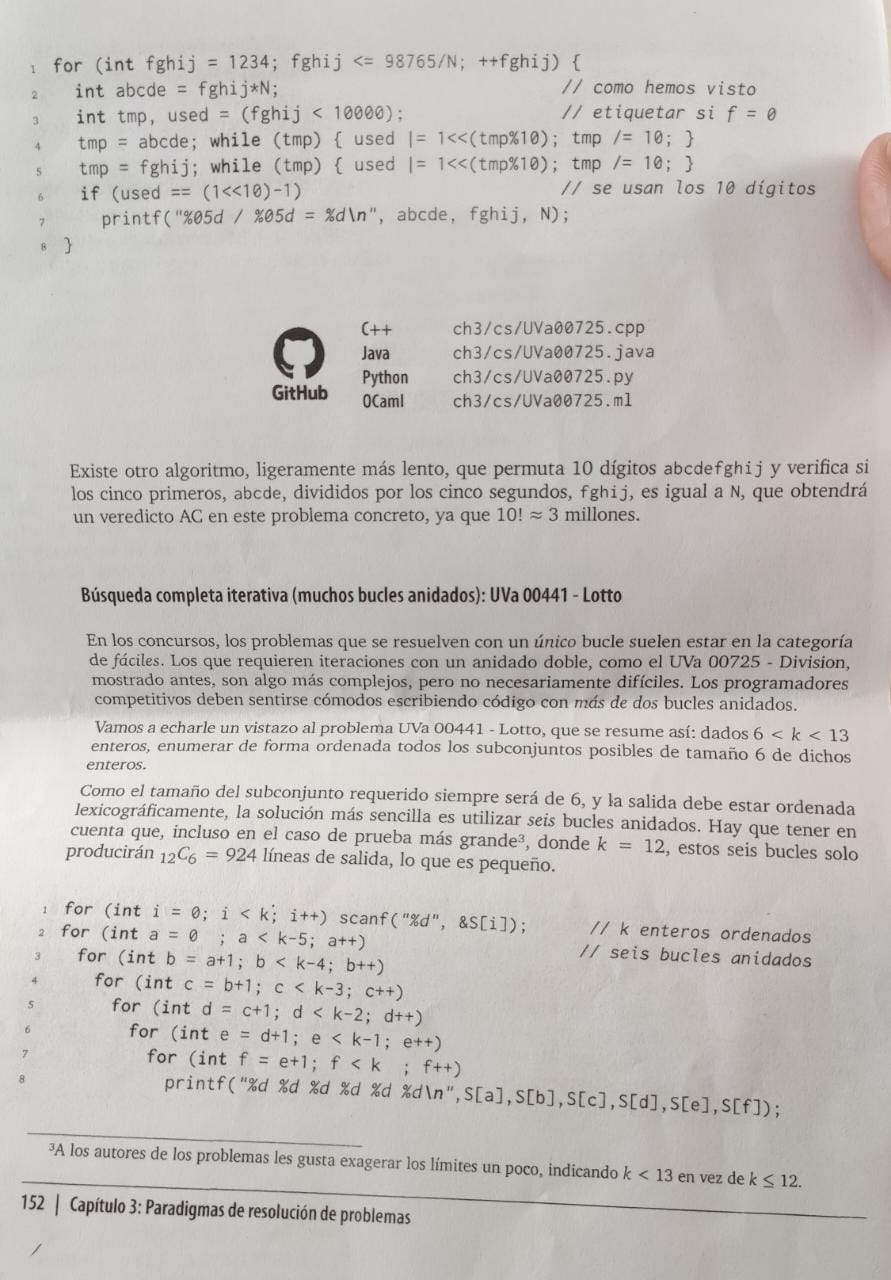 1 for (int fghij = 1234; fghij <= 98765/N; ++fghij) {
2 int abcde = fghij*N; // como hemos visto
3 int tmp, used = (fghij < 10000); // etiquetar si f = 0
4 tmp = abcde; while (tmp) { used |= 1<<(tmp%10); tmp /= 10; }
5 tmp = fghij; while (tmp) { used |= 1<<(tmp%10); tmp /= 10; }
6 if (used == (1<<10)-1) // se usan los 10 dígitos
7 printf("%05d / %05d = %d\n", abcde, fghij, N);
8 }
GitHub
C++ ch3/cs/UVa00725.cpp
Java ch3/cs/UVa00725.java
Python ch3/cs/UVa00725.py
OCaml ch3/cs/UVa00725.ml
Existe otro algoritmo, ligeramente más lento, que permuta 10 dígitos abcdefghij y verifica si
los cinco primeros, abcde, divididos por los cinco segundos, fghij, es igual a N, que obtendrá
un veredicto AC en este problema concreto, ya que 10! ≈ 3 millones.
Búsqueda completa iterativa (muchos bucles anidados): UVa 00441 - Lotto
En los concursos, los problemas que se resuelven con un único bucle suelen estar en la categoría
de fáciles. Los que requieren iteraciones con un anidado doble, como el UVa 00725 - Division,
mostrado antes, son algo más complejos, pero no necesariamente difíciles. Los programadores
competitivos deben sentirse cómodos escribiendo código con más de dos bucles anidados.
Vamos a echarle un vistazo al problema UVa 00441 - Lotto, que se resume así: dados 6 < k < 13
enteros, enumerar de forma ordenada todos los subconjuntos posibles de tamaño 6 de dichos
enteros.
Como el tamaño del subconjunto requerido siempre será de 6, y la salida debe estar ordenada
lexicográficamente, la solución más sencilla es utilizar seis bucles anidados. Hay que tener en
cuenta que, incluso en el caso de prueba más grande³, donde k = 12, estos seis bucles solo
producirán ₁₂C₆ = 924 líneas de salida, lo que es pequeño.
1 for (int i = 0; i < k; i++) scanf("%d", &S[i]); // k enteros ordenados
2 for (int a = 0 ; a < k-5; a++) // seis bucles anidados
3 for (int b = a+1; b < k-4; b++)
4 for (int c = b+1; c < k-3; c++)
5 for (int d = c+1; d < k-2; d++)
6 for (int e = d+1; e < k-1; e++)
7 for (int f = e+1; f < k ; f++)
8 printf("%d %d %d %d %d %d\n",S[a],S[b],S[c],S[d],S[e],S[f]);
³A los autores de los problemas les gusta exagerar los límites un poco, indicando k < 13 en vez de k ≤ 12.
152 | Capítulo 3: Paradigmas de resolución de problemas